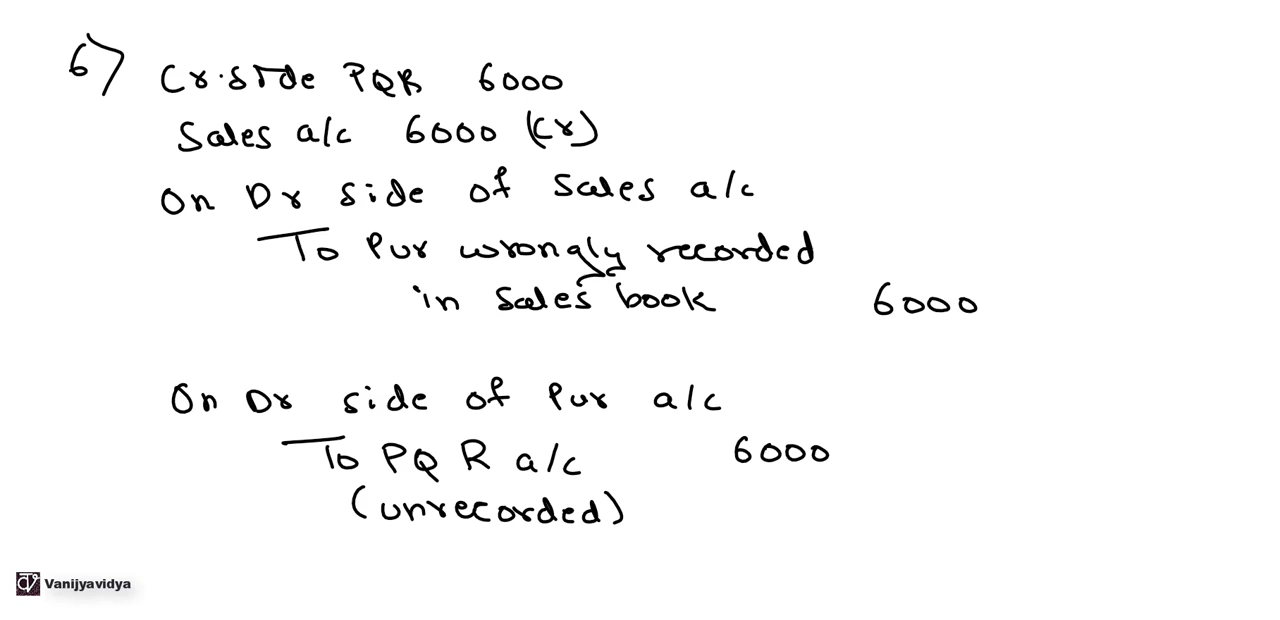 6) Cr. side PQR 6000
Sales a/c 6000 (Cr)
On Dr side of Sales a/c
To Pur wrongly recorded
in Sales book 6000
On Dr side of Pur a/c
To PQR a/c 6000
(unrecorded)
Vanijyavidya